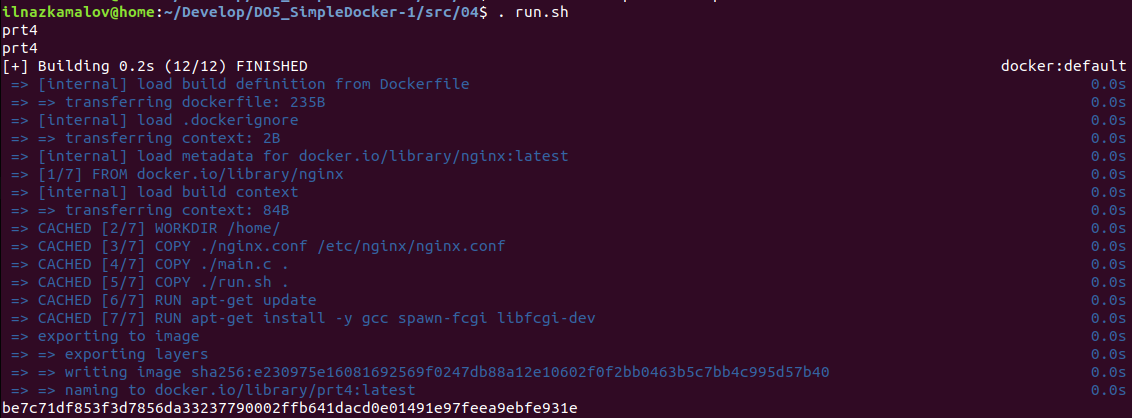 ilnazkamalov@home:~/Develop/DO5_SimpleDocker-1/src/04$ . run.sh
prt4
prt4
[+] Building 0.2s (12/12) FINISHED docker:default
=> [internal] load build definition from Dockerfile 0.0s
=> => transferring dockerfile: 235B 0.0s
=> [internal] load .dockerignore 0.0s
=> => transferring context: 2B 0.0s
=> [internal] load metadata for docker.io/library/nginx:latest 0.0s
=> [1/7] FROM docker.io/library/nginx 0.0s
=> [internal] load build context 0.0s
=> => transferring context: 84B 0.0s
=> CACHED [2/7] WORKDIR /home/ 0.0s
=> CACHED [3/7] COPY ./nginx.conf /etc/nginx/nginx.conf 0.0s
=> CACHED [4/7] COPY ./main.c . 0.0s
=> CACHED [5/7] COPY ./run.sh . 0.0s
=> CACHED [6/7] RUN apt-get update 0.0s
=> CACHED [7/7] RUN apt-get install -y gcc spawn-fcgi libfcgi-dev 0.0s
=> exporting to image 0.0s
=> => exporting layers 0.0s
=> => writing image sha256:e230975e16081692569f0247db88a12e10602f0f2bb0463b5c7bb4c995d57b40 0.0s
=> => naming to docker.io/library/prt4:latest 0.0s
be7c71df853f3d7856da33237790002ffb641dacd0e01491e97feea9ebfe931e